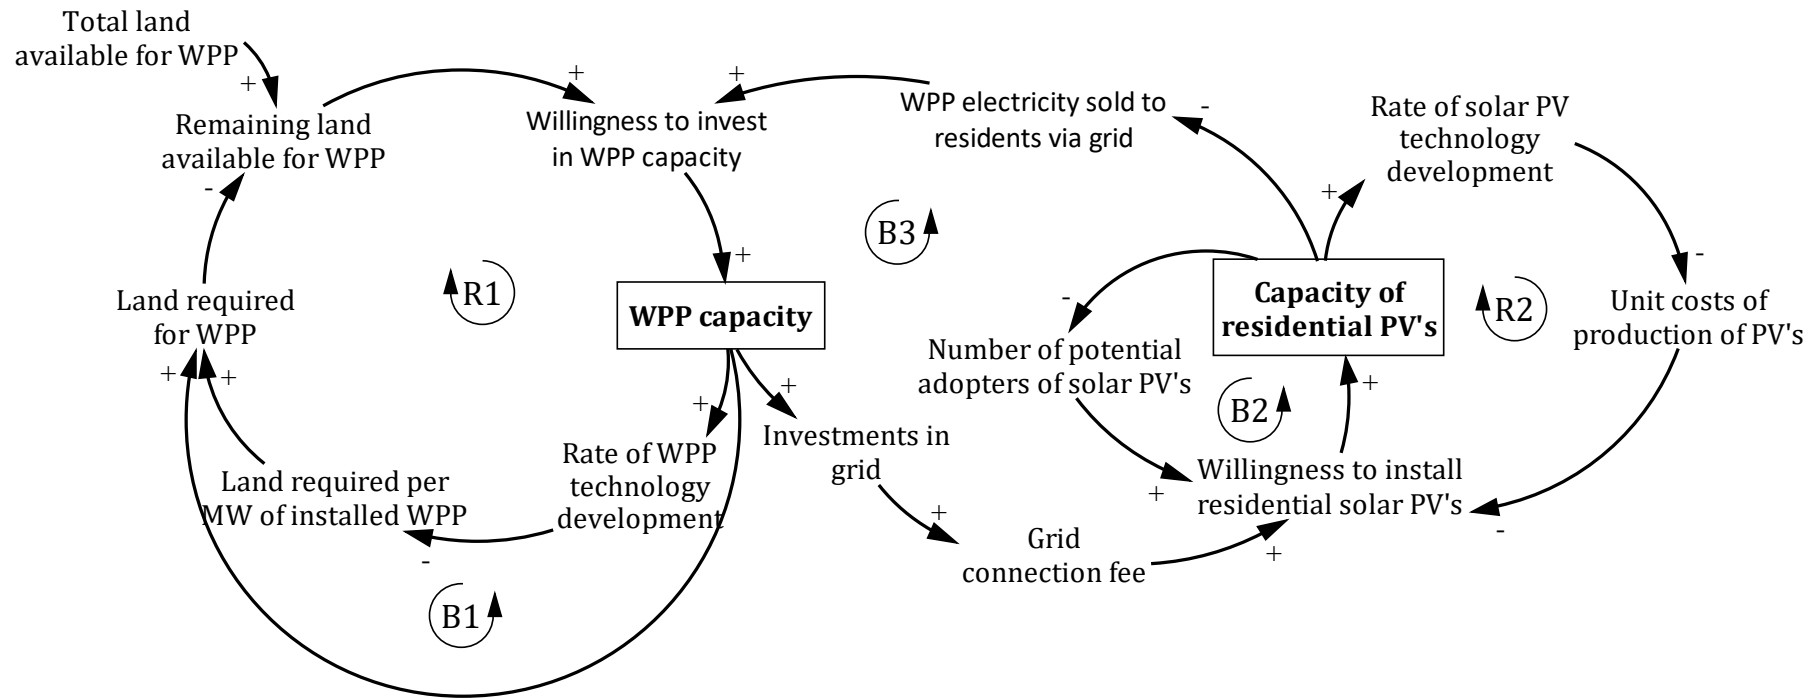 Total land
available for WPP
+
Remaining land
available for WPP
+
Willingness to invest
in WPP capacity
+
WPP electricity sold to
residents via grid
-
Rate of solar PV
technology
development
+
-
B3
+
-
R1
Land required
for WPP
WPP capacity
-
Capacity of
residential PV's
R2
-
Unit costs of
production of PV's
Number of potential
adopters of solar PV's
+
+
+
+
B2
+
Rate of WPP
technology
development
Investments in
grid
Land required per
MW of installed WPP
-
Willingness to install
residential solar PV's
+
-
+
Grid
connection fee
+
B1